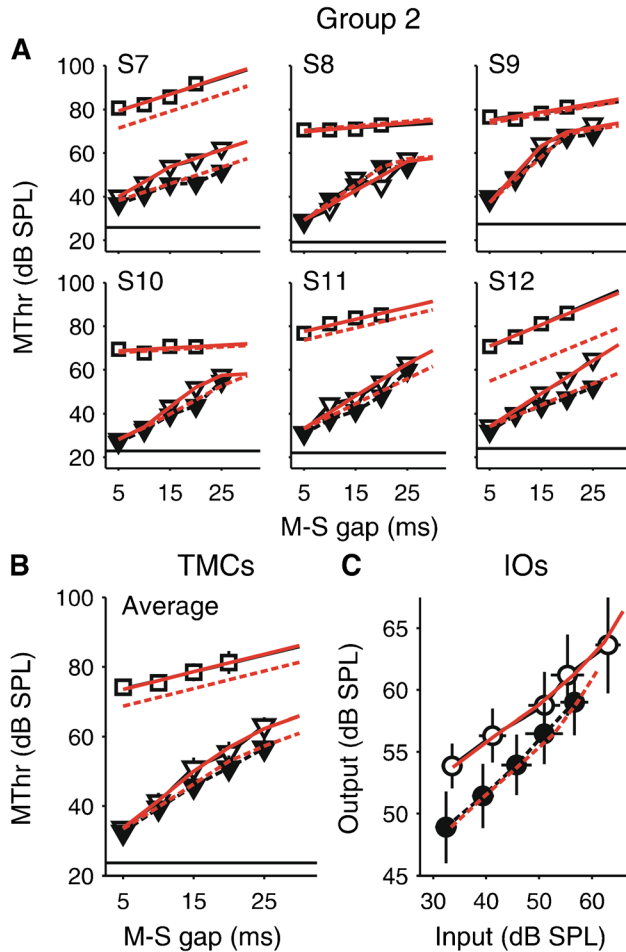 Group 2
A
S7 S8 S9
100
80
60
40
20
S10 S11 S12
100
80
60
40
20
MThr (dB SPL)
5 15 25 5 15 25 5 15 25
M-S gap (ms)
B TMCs
Average
100
80
60
40
20
MThr (dB SPL)
5 15 25
M-S gap (ms)
C IOs
65
60
55
50
45
Output (dB SPL)
30 40 50 60
Input (dB SPL)